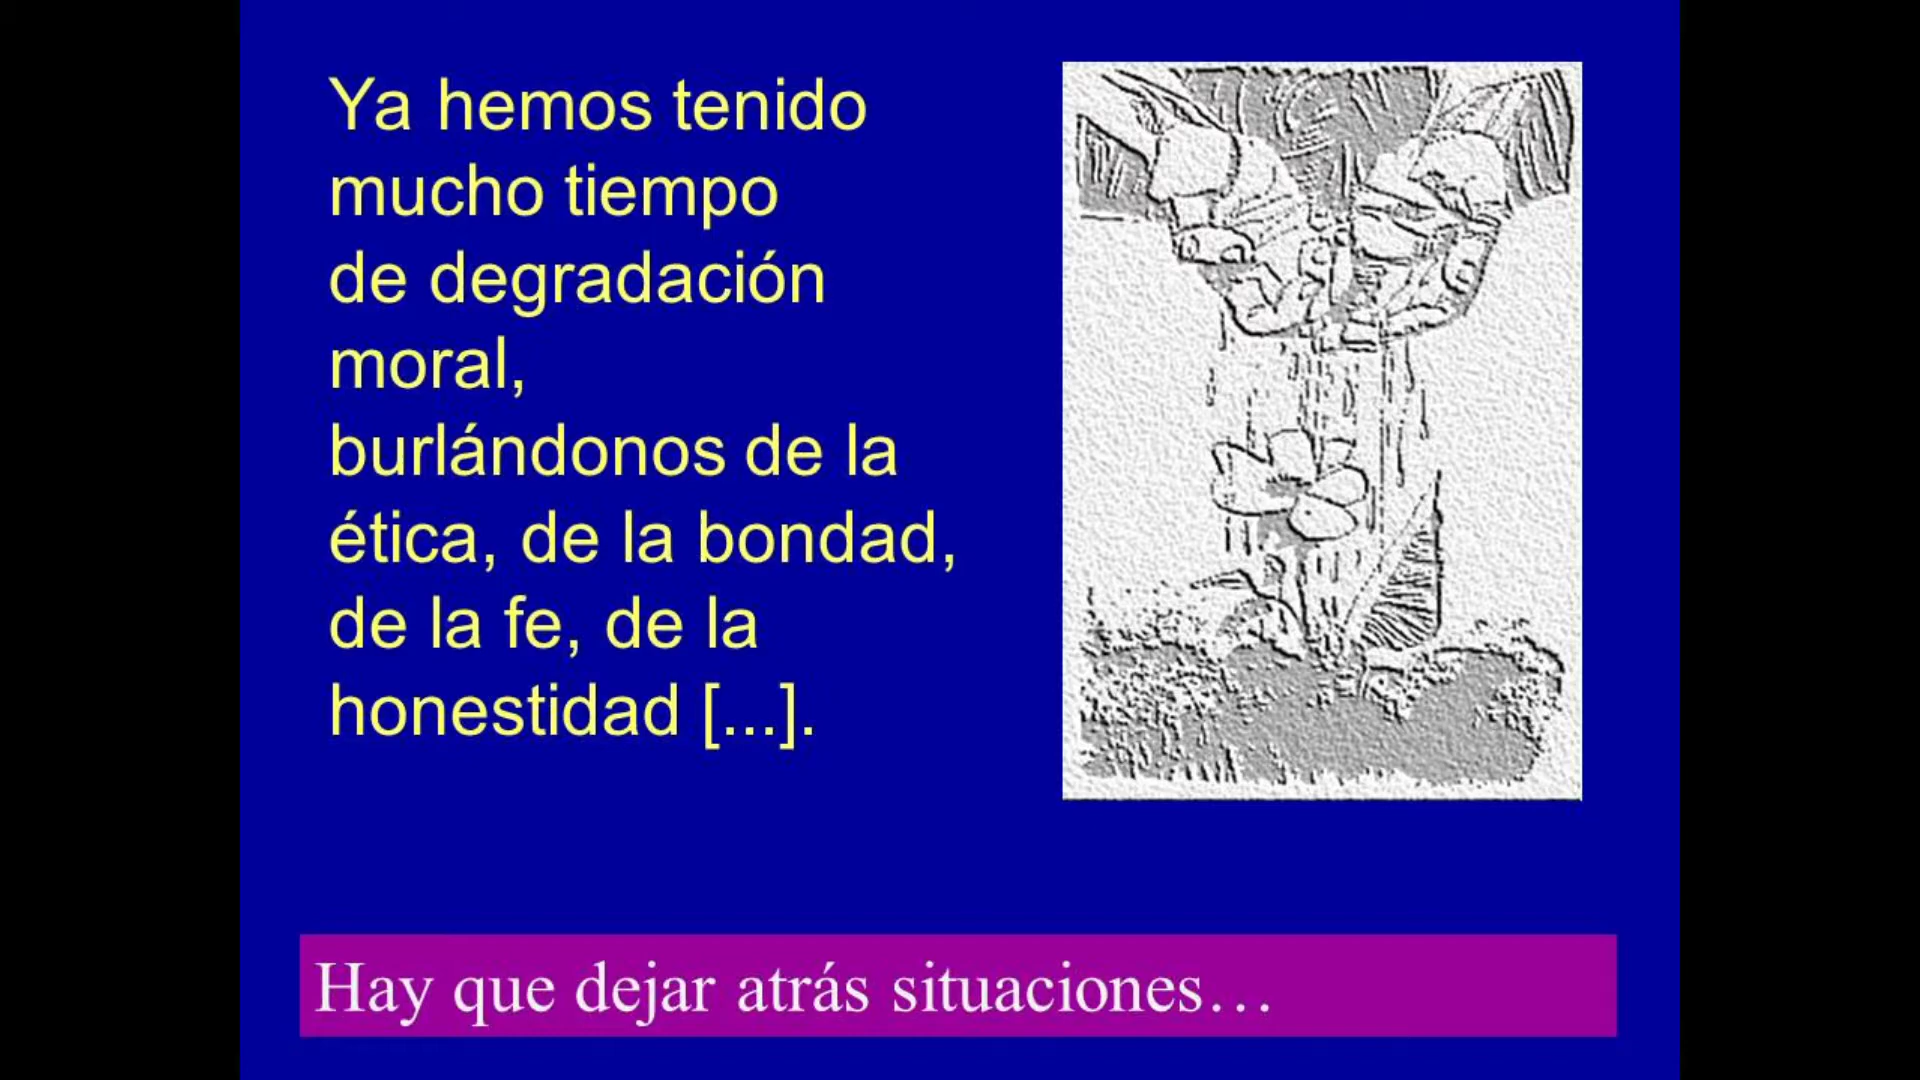 Ya hemos tenido
mucho tiempo
de degradación
moral,
burlándonos de la
ética, de la bondad,
de la fe, de la
honestidad [...].
Hay que dejar atrás situaciones…